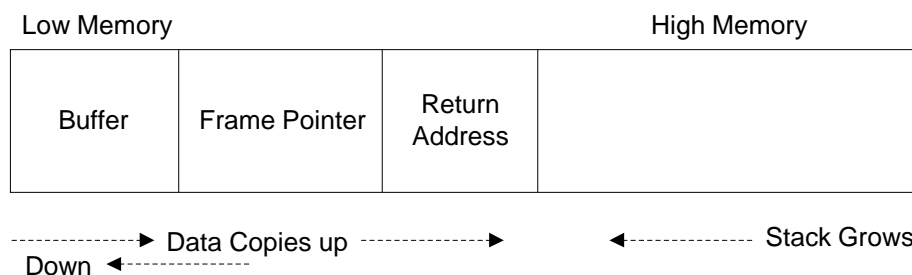 Low Memory High Memory
Buffer Frame Pointer Return Address
Data Copies up Stack Grows
Down